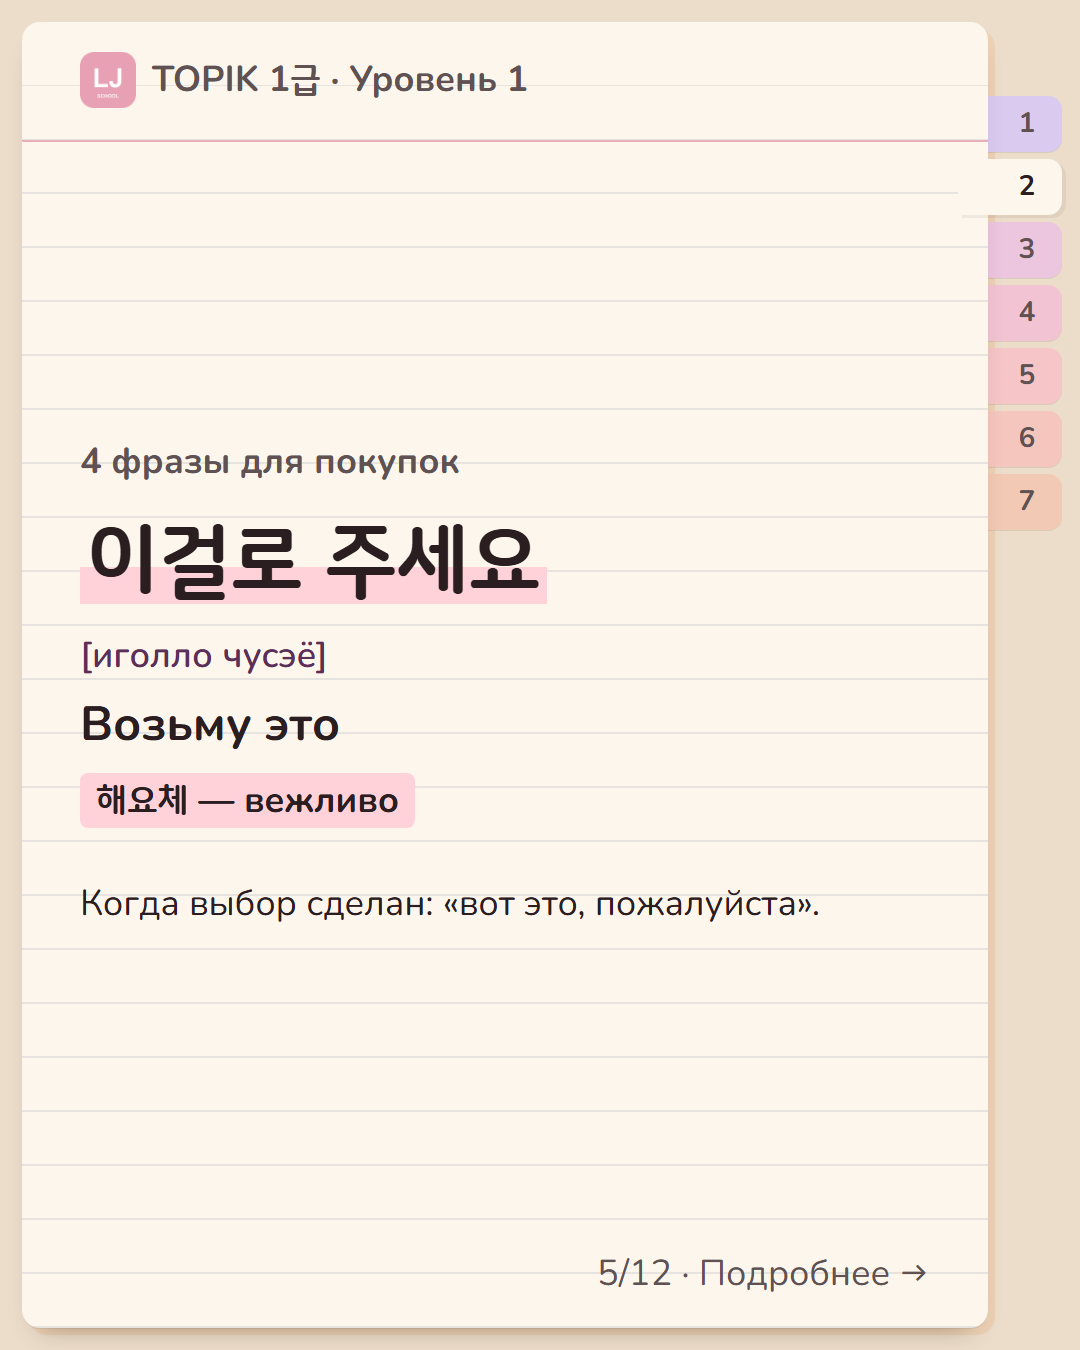 LJ
SCHOOL
TOPIK 1급 · Уровень 1
1
2
3
4
5
6
7
4 фразы для покупок
이걸로 주세요
[иголло чусэё]
Возьму это
해요체 — вежливо
Когда выбор сделан: «вот это, пожалуйста».
5/12 · Подробнее →